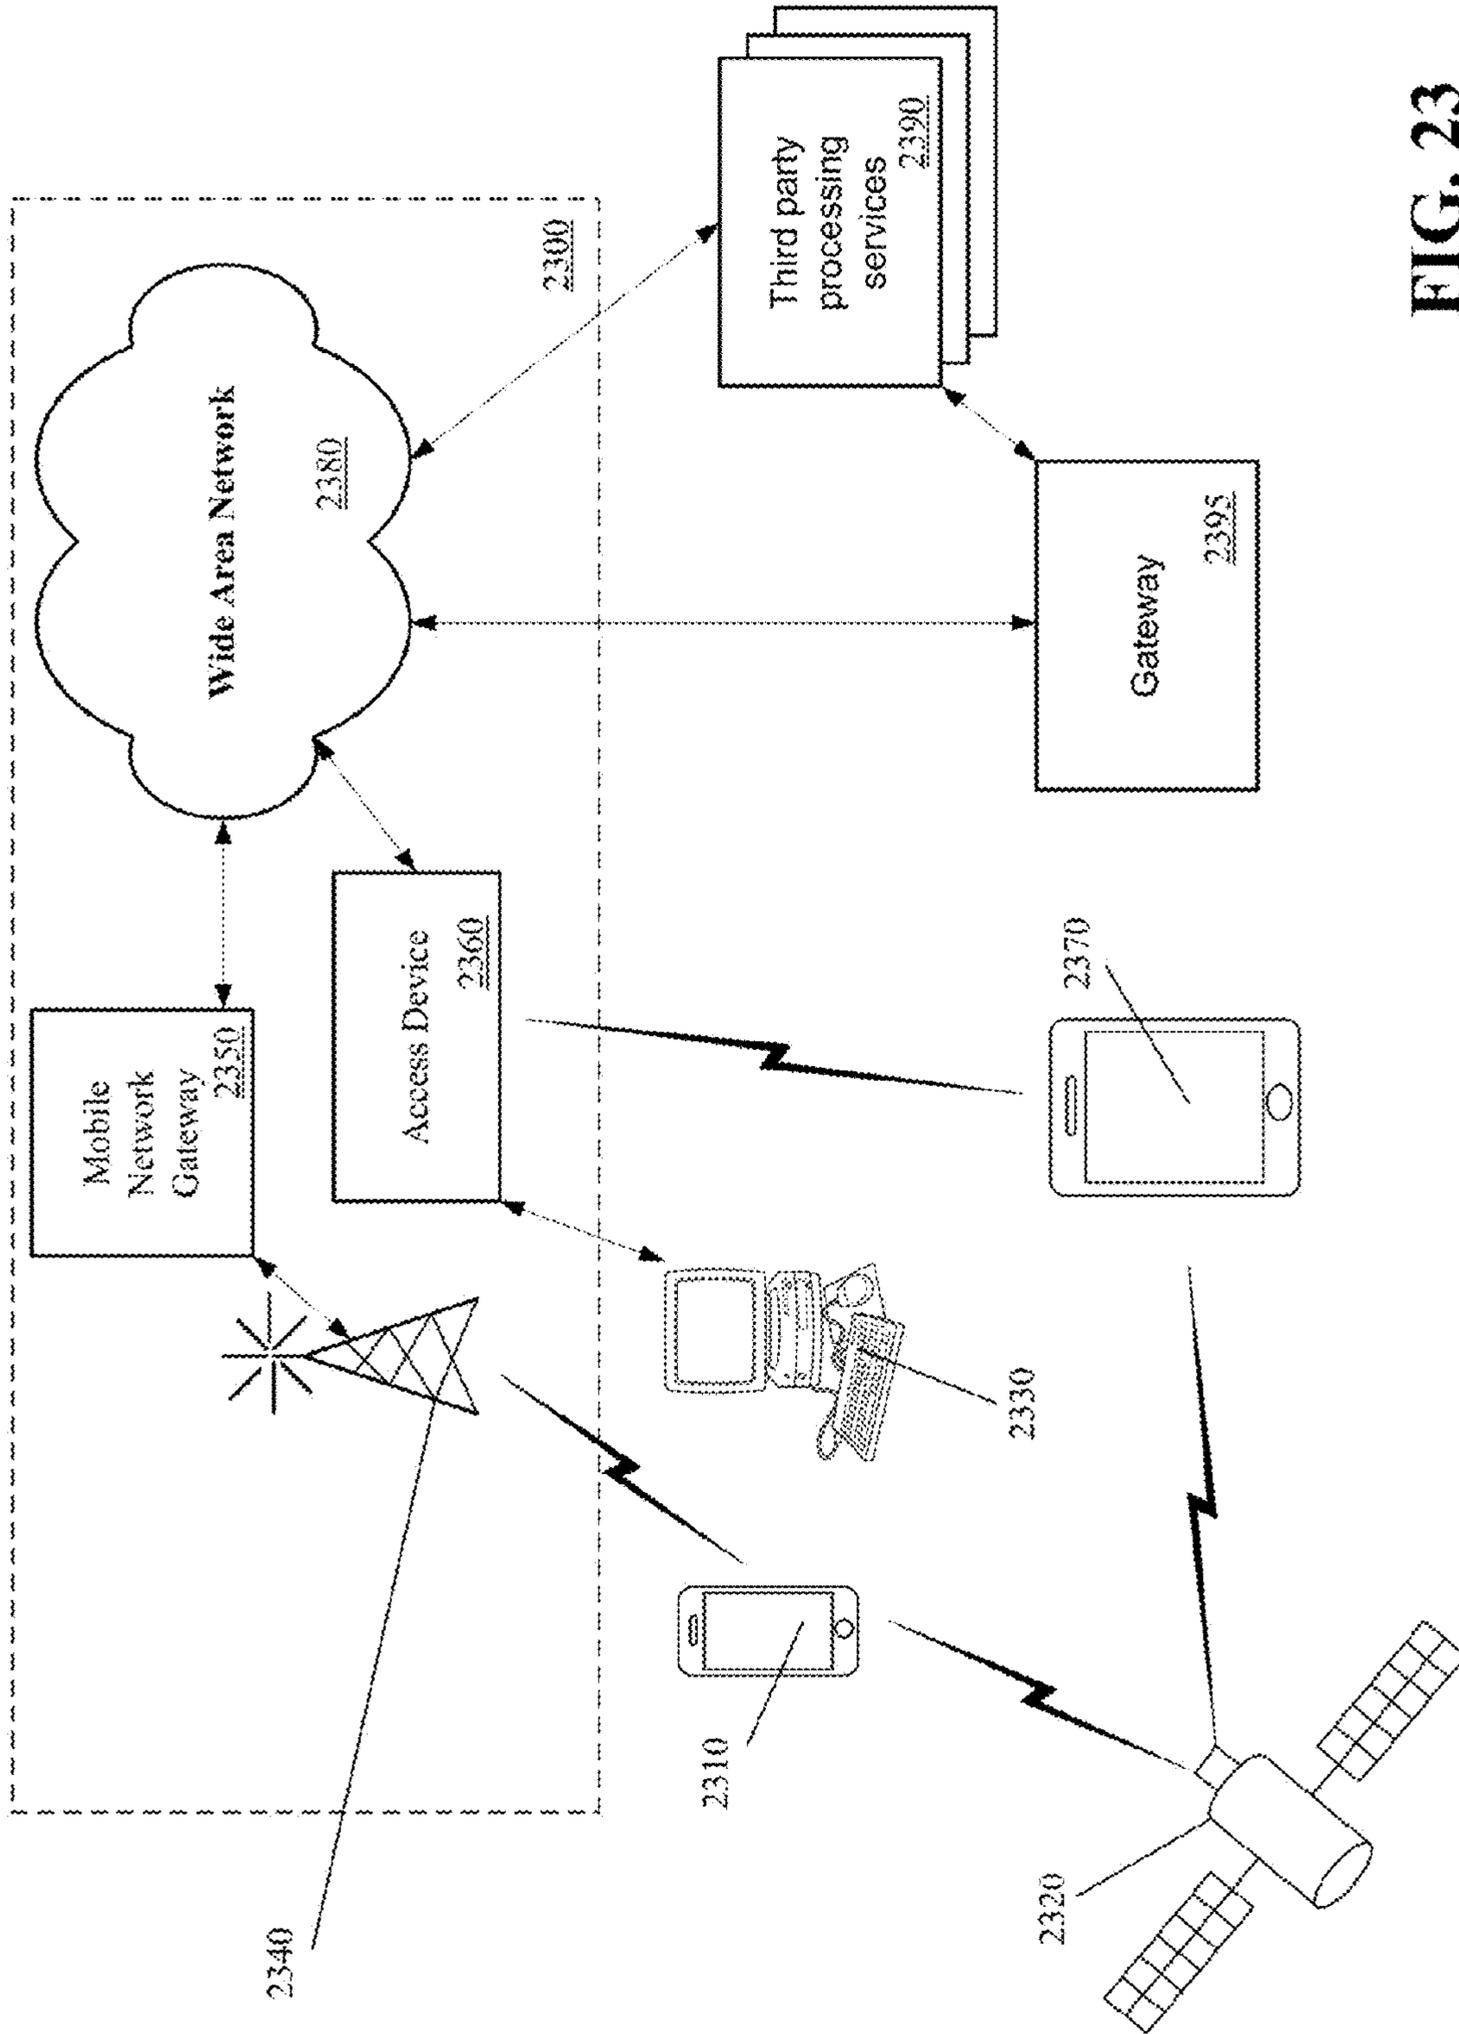 2340
Mobile
Network
Gateway
2350
Wide Area Network
2380
Access Device
2360
2300
2310
2330
Third party
processing
services
2390
2320
2370
Gateway
2395
FIG. 23